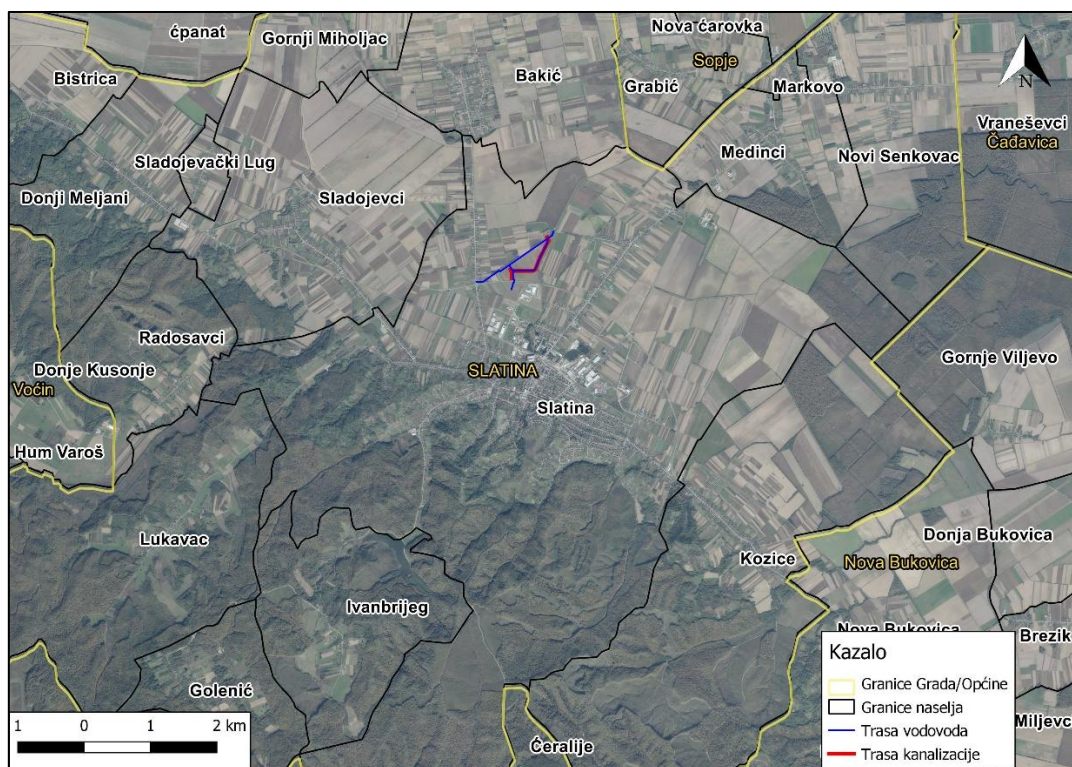 ćpanat
Gornji Miholjac
Nova ćarovka
Bistrica
Bakić
Sopje
Grabić
Markovo
N
Vraneševci
Čađavica
Sladojevački Lug
Medinci
Novi Senkovac
Donji Meljani
Sladojevci
Radosavci
Donje Kusonje
Voćin
SLATINA
Gornje Viljevo
Slatina
Hum Varoš
Lukavac
Donja Bukovica
Kozice
Nova Bukovica
Ivanbrijeg
Nova Bukovica
Brezik
Golenić
Miljevc
Ćeralije
1 0 1 2 km
Kazalo
Granice Grada/Općine
Granice naselja
Trasa vodovoda
Trasa kanalizacije